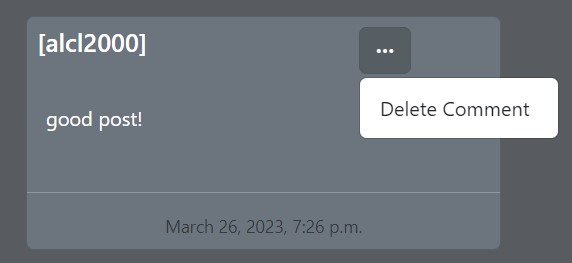 [alcl2000]
...
Delete Comment
good post!
March 26, 2023, 7:26 p.m.